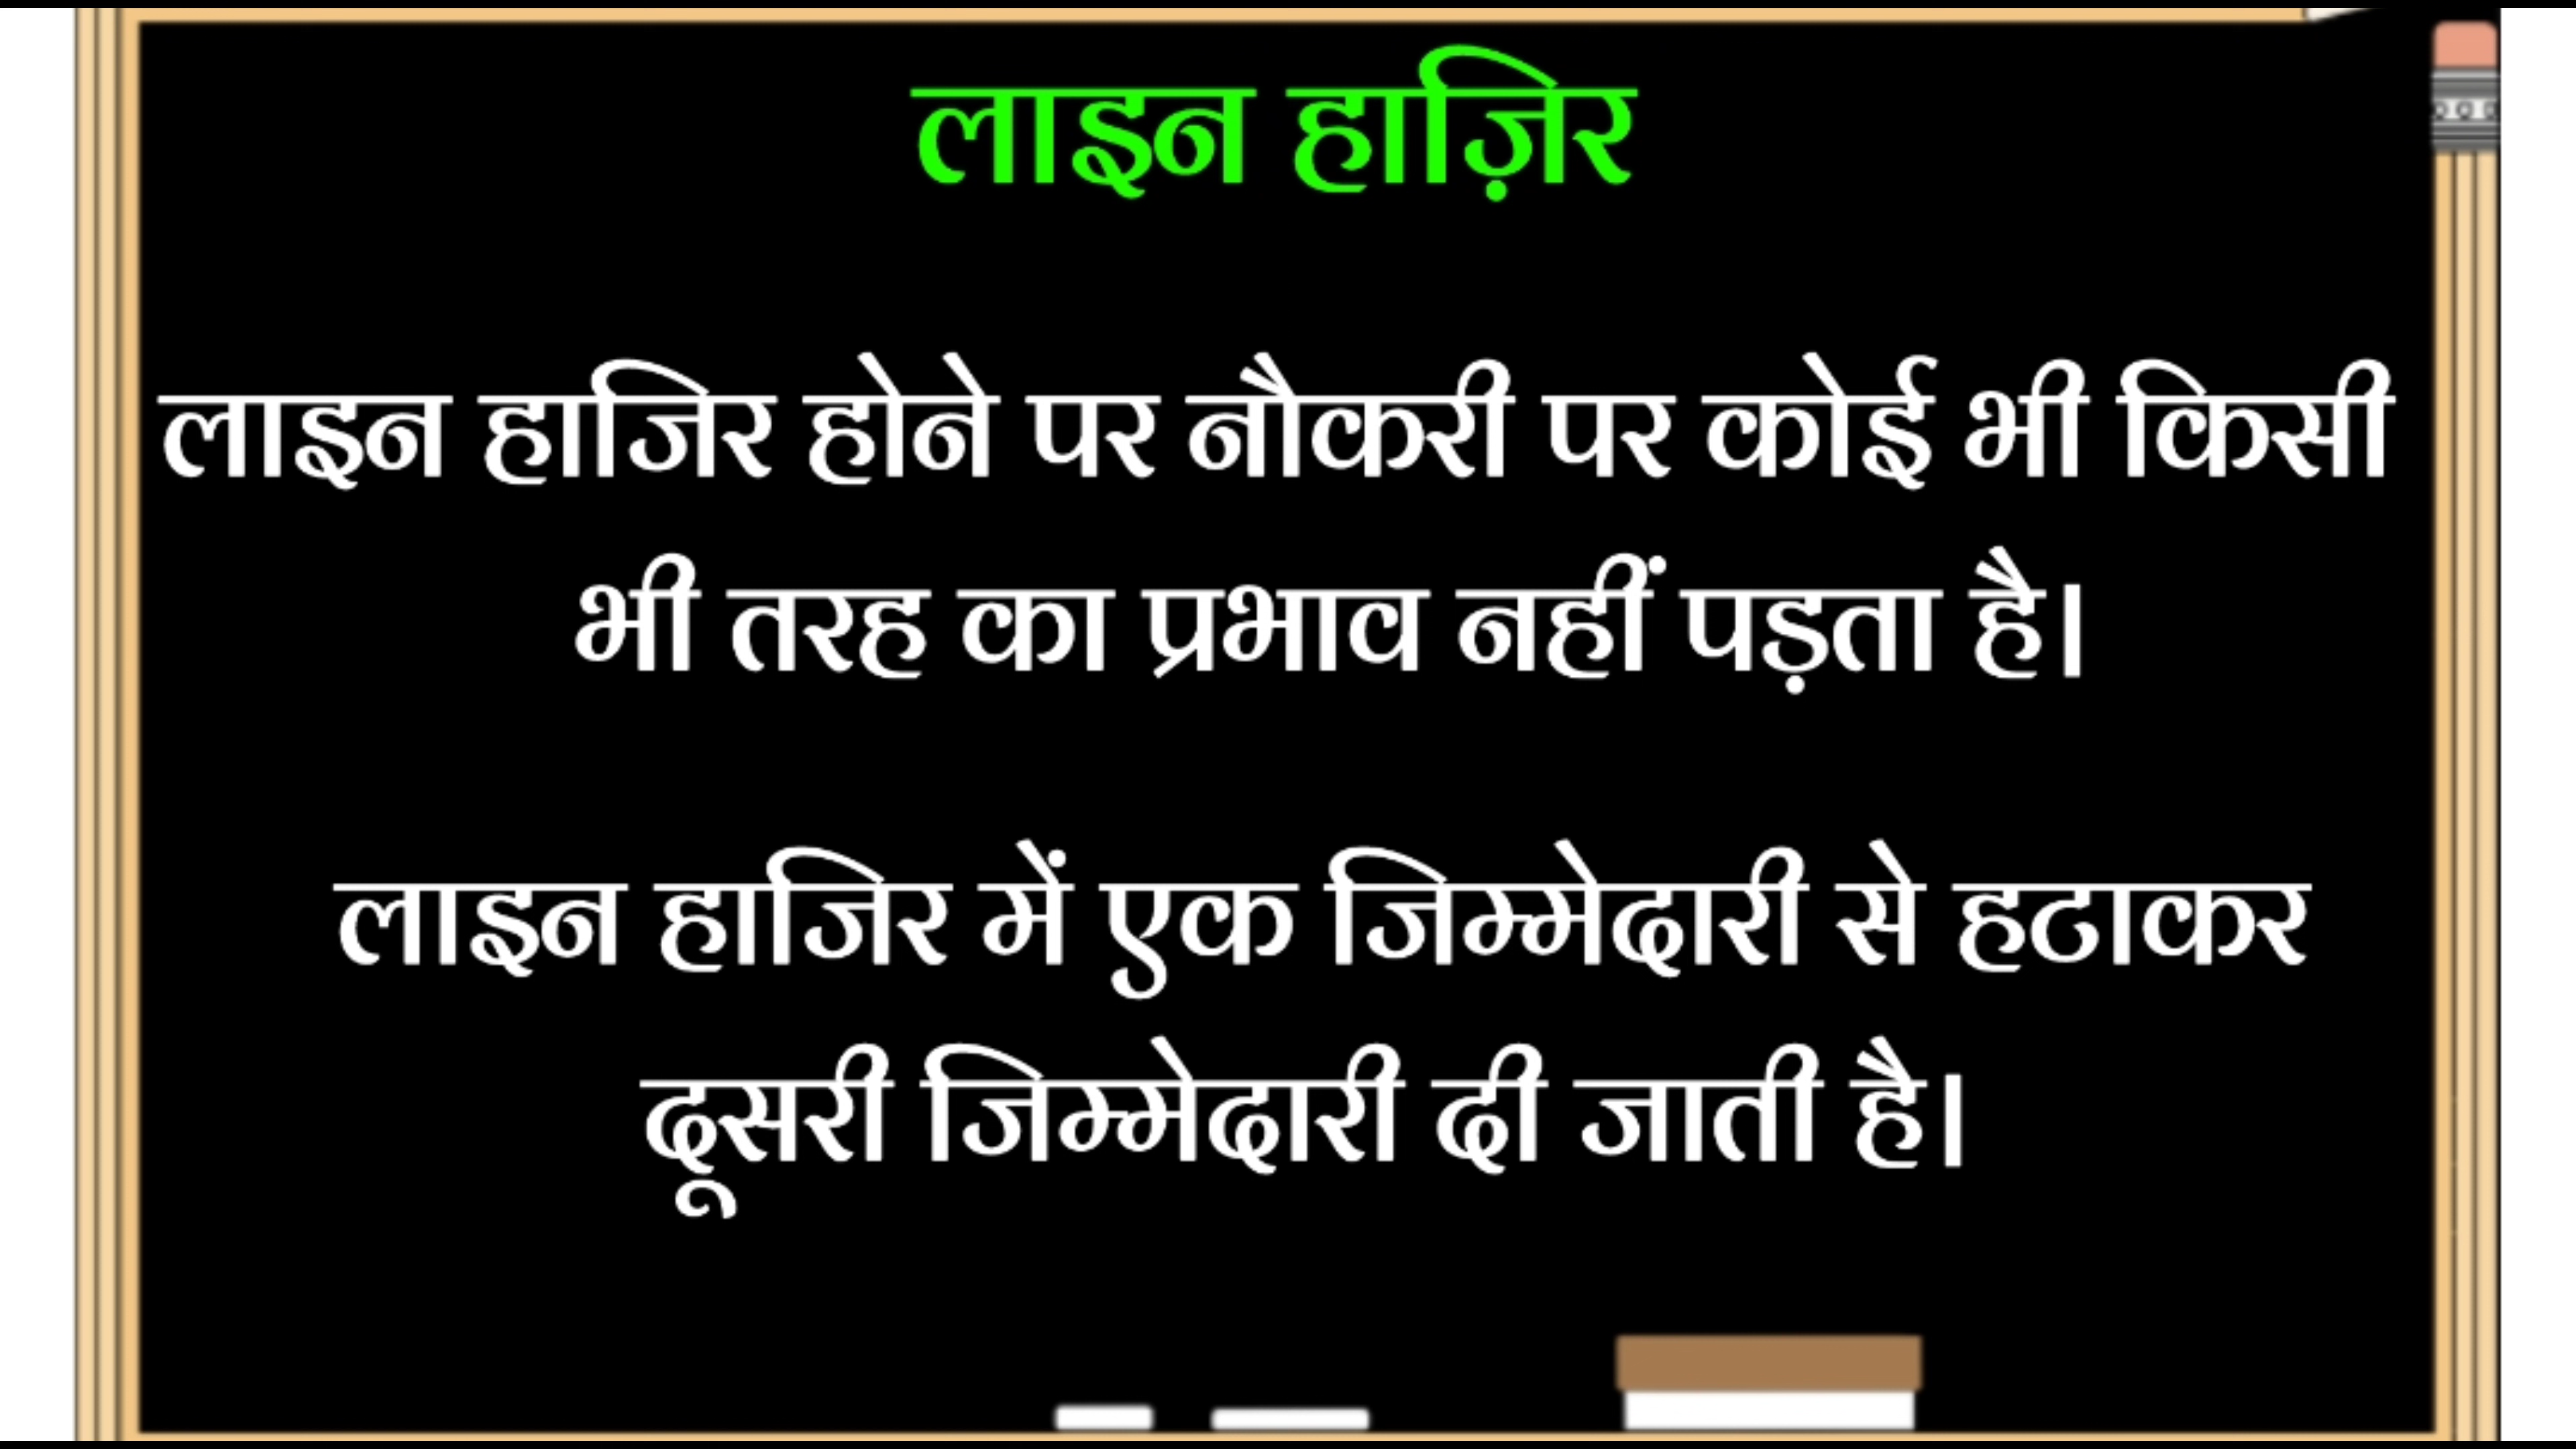 लाइन हाज़िर
लाइन हाजिर होने पर नौकरी पर कोई भी किसी
भी तरह का प्रभाव नहीं पड़ता है।
लाइन हाजिर में एक जिम्मेदारी से हटाकर
दूसरी जिम्मेदारी दी जाती है।